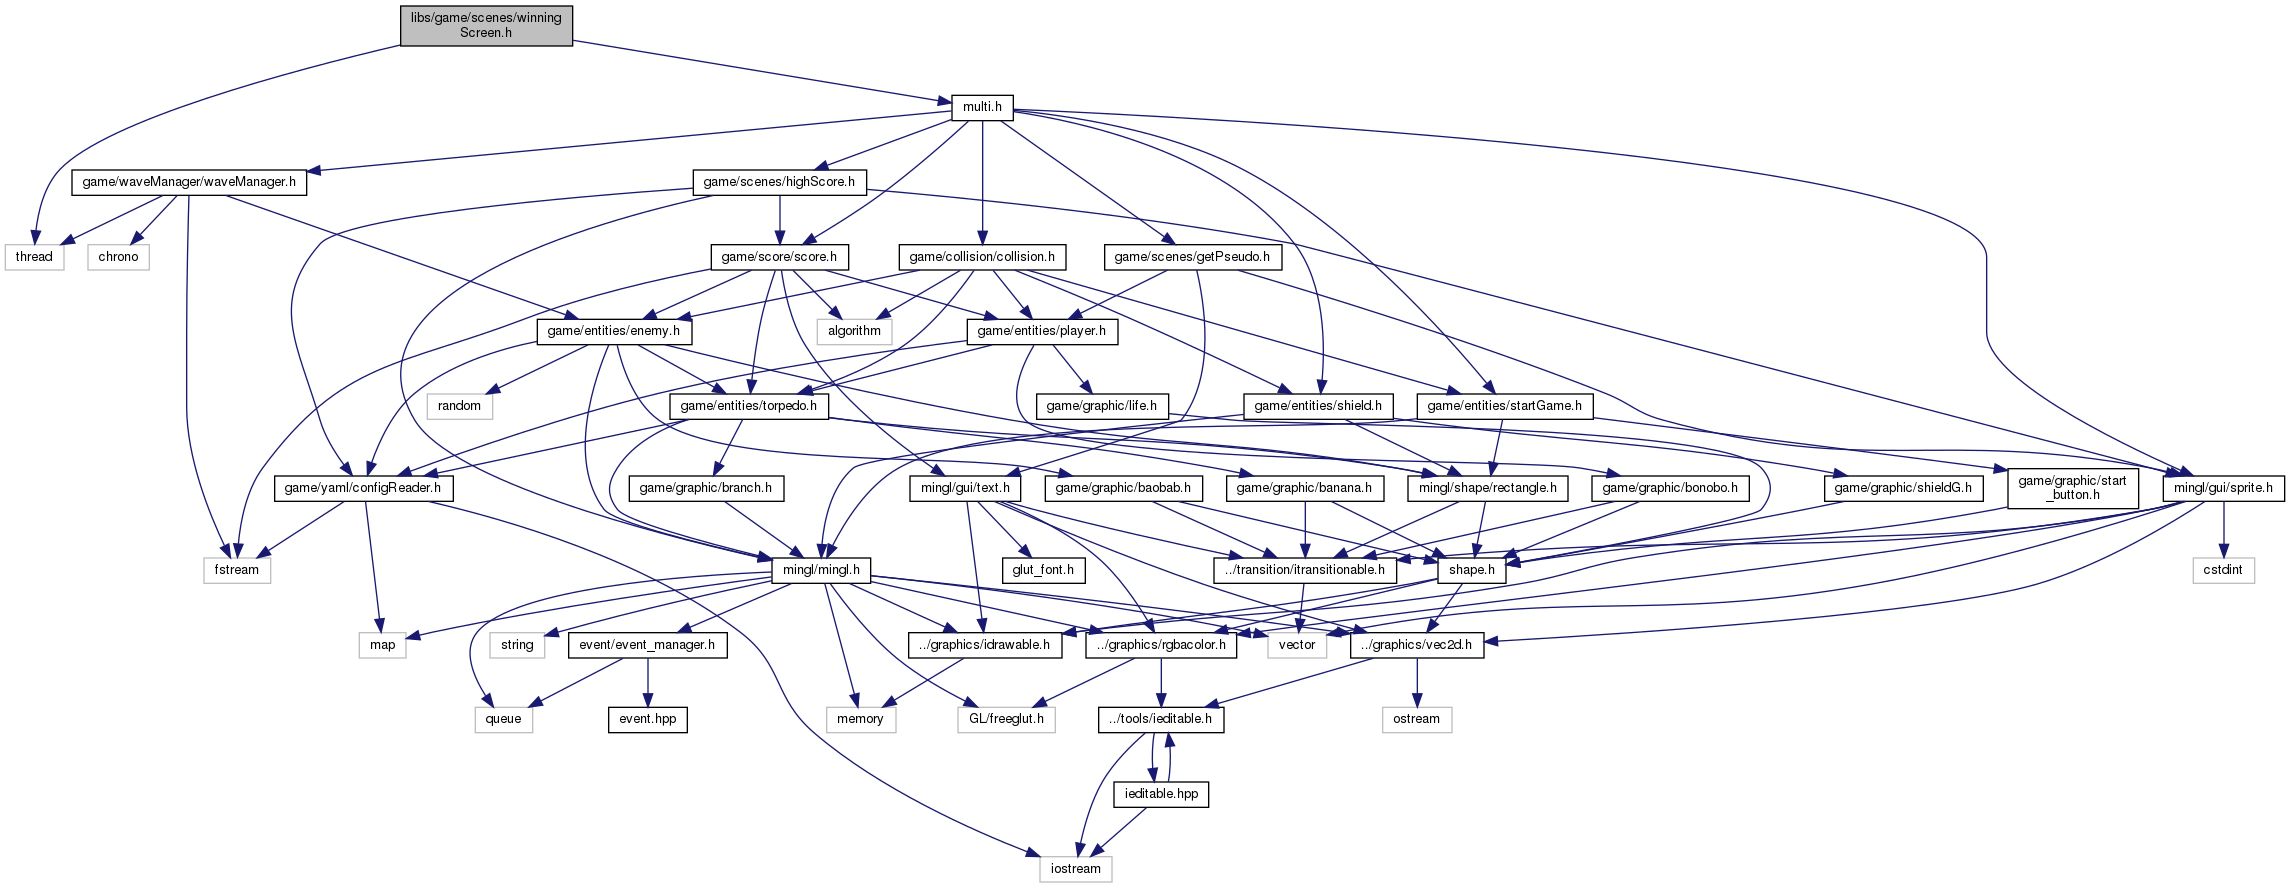 libs/game/scenes/winning
Screen.h
multi.h
game/waveManager/waveManager.h
game/scenes/highScore.h
thread
chrono
game/score/score.h
game/collision/collision.h
game/scenes/getPseudo.h
game/entities/enemy.h
algorithm
game/entities/player.h
random
game/entities/torpedo.h
game/graphic/life.h
game/entities/shield.h
game/entities/startGame.h
game/yaml/configReader.h
game/graphic/branch.h
mingl/gui/text.h
game/graphic/baobab.h
game/graphic/banana.h
mingl/shape/rectangle.h
game/graphic/bonobo.h
game/graphic/shieldG.h
game/graphic/start
_button.h
mingl/gui/sprite.h
fstream
mingl/mingl.h
glut_font.h
../transition/itransitionable.h
shape.h
cstdint
map
string
event/event_manager.h
../graphics/idrawable.h
../graphics/rgbacolor.h
vector
../graphics/vec2d.h
queue
event.hpp
memory
GL/freeglut.h
../tools/ieditable.h
ostream
ieditable.hpp
iostream